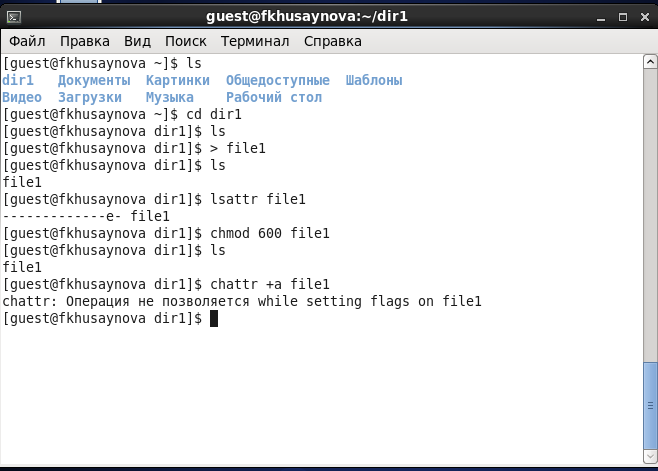 guest@fkhusaynova:~/dir1
Файл Правка Вид Поиск Терминал Справка
[guest@fkhusaynova ~]$ ls
dir1 Документы Картинки Общедоступные Шаблоны
Видео Загрузки Музыка Рабочий стол
[guest@fkhusaynova ~]$ cd dir1
[guest@fkhusaynova dir1]$ ls
[guest@fkhusaynova dir1]$ > file1
[guest@fkhusaynova dir1]$ ls
file1
[guest@fkhusaynova dir1]$ lsattr file1
-------------e- file1
[guest@fkhusaynova dir1]$ chmod 600 file1
[guest@fkhusaynova dir1]$ ls
file1
[guest@fkhusaynova dir1]$ chattr +a file1
chattr: Операция не позволяется while setting flags on file1
[guest@fkhusaynova dir1]$